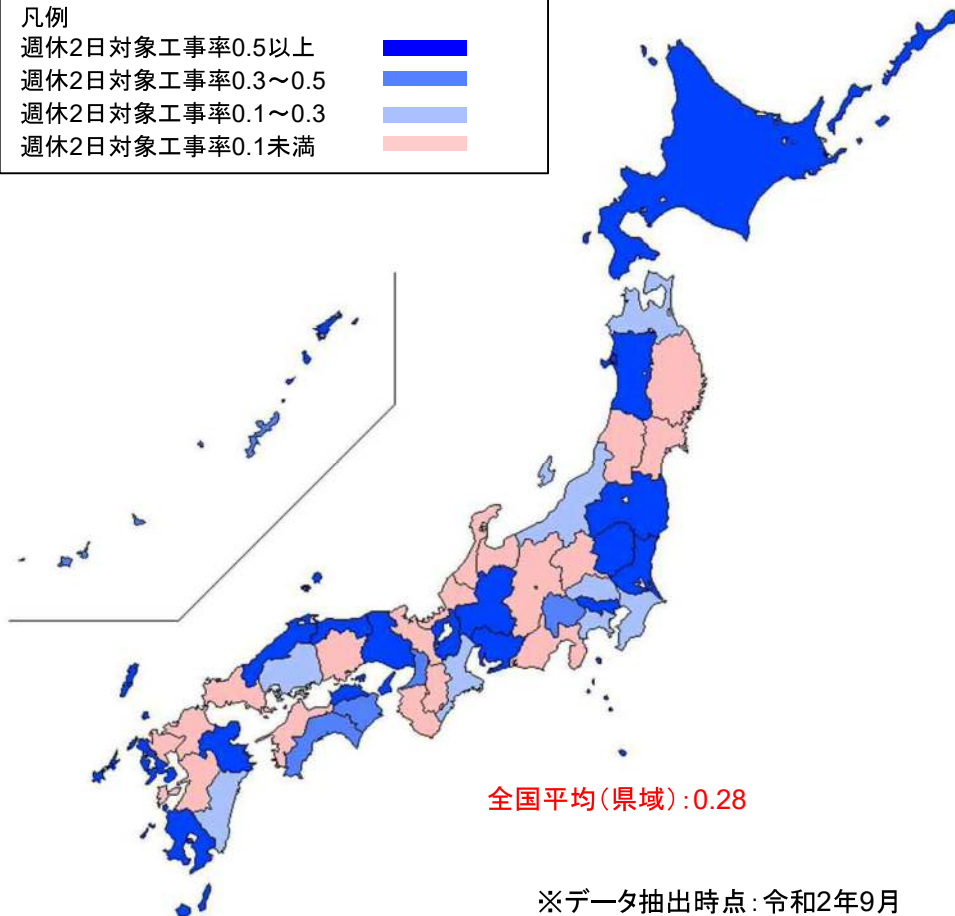 凡例
週休2日対象工事率0.5以上
週休2日対象工事率0.3～0.5
週休2日対象工事率0.1～0.3
週休2日対象工事率0.1未満
全国平均（県域）：0.28
※データ抽出時点：令和2年9月